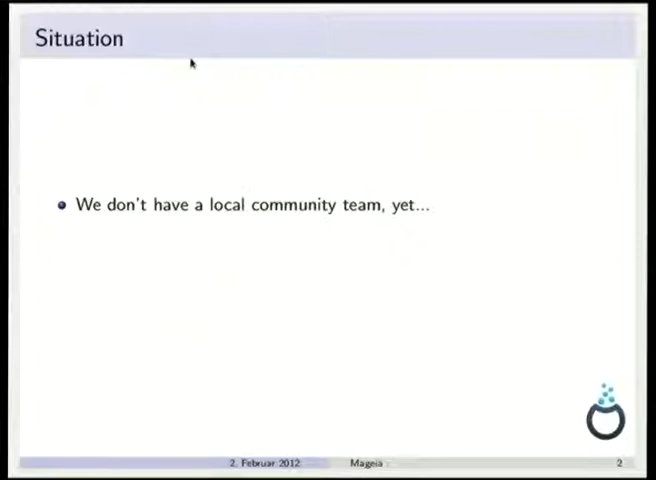 Situation
We don't have a local community team, yet...
2. Februar 2012
Mageia
2